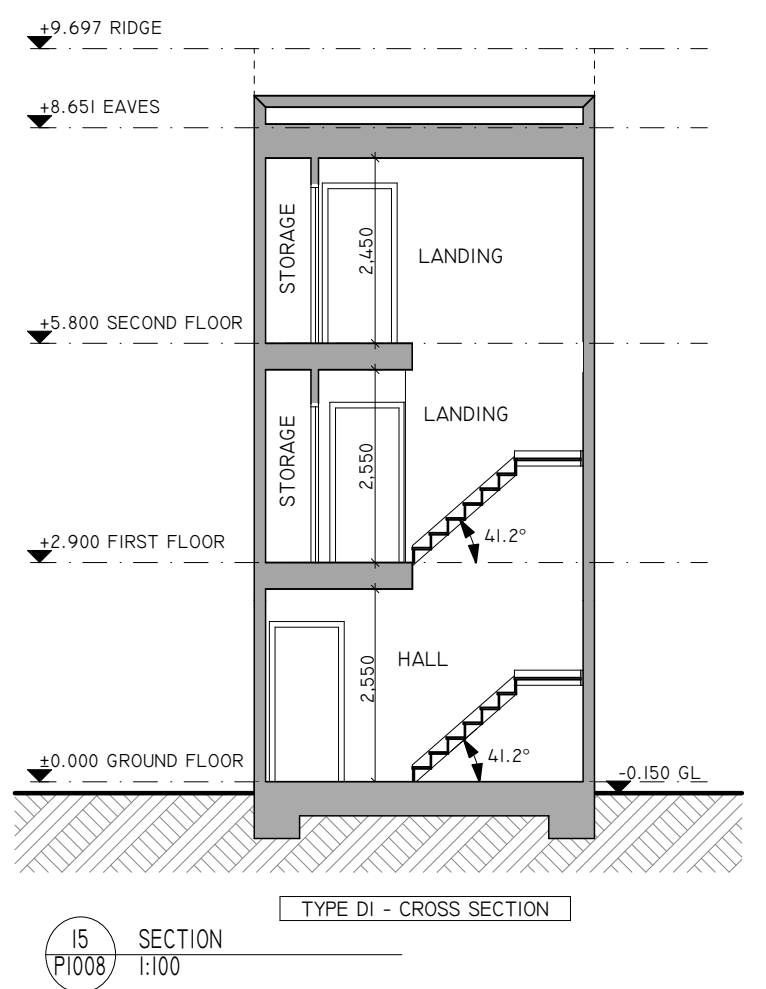 +9.697 RIDGE
+8.651 EAVES
STORAGE
2,450
LANDING
+5.800 SECOND FLOOR
STORAGE
2,550
LANDING
41.2°
+2.900 FIRST FLOOR
2,550
HALL
41.2°
±0.000 GROUND FLOOR
-0.150 GL
TYPE D1 - CROSS SECTION
15
P1008
SECTION
1:100